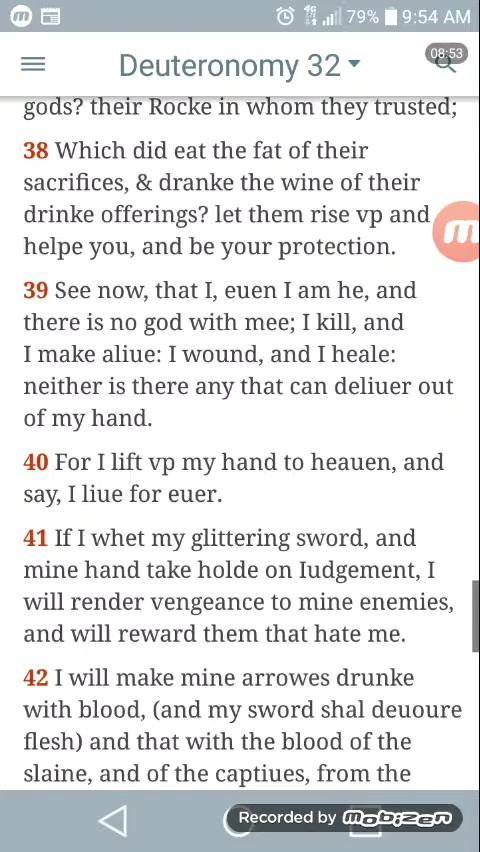 79% 9:54 AM
Deuteronomy 32
08:53
gods? their Rocke in whom they trusted;
38 Which did eat the fat of their
sacrifices, & dranke the wine of their
drinke offerings? let them rise vp and
helpe you, and be your protection.
39 See now, that I, euen I am he, and
there is no god with mee; I kill, and
I make aliue: I wound, and I heale:
neither is there any that can deliuer out
of my hand.
40 For I lift vp my hand to heauen, and
say, I liue for euer.
41 If I whet my glittering sword, and
mine hand take holde on Iudgement, I
will render vengeance to mine enemies,
and will reward them that hate me.
42 I will make mine arrowes drunke
with blood, (and my sword shal deuoure
flesh) and that with the blood of the
slaine, and of the captiues, from the
Recorded by mobizen